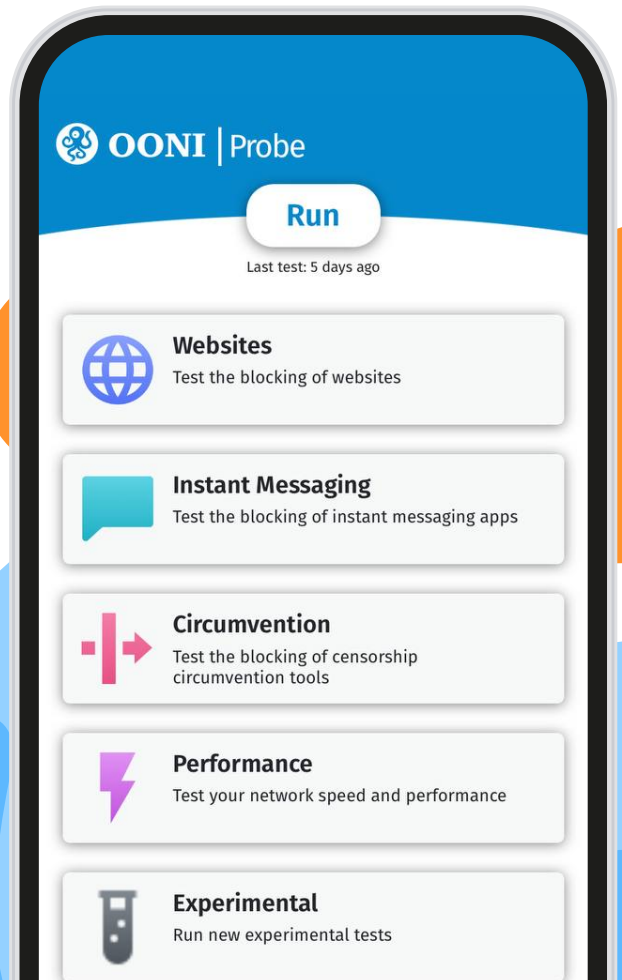 OONI | Probe
Run
Last test: 5 days ago
Websites
Test the blocking of websites
Instant Messaging
Test the blocking of instant messaging apps
Circumvention
Test the blocking of censorship
circumvention tools
Performance
Test your network speed and performance
Experimental
Run new experimental tests